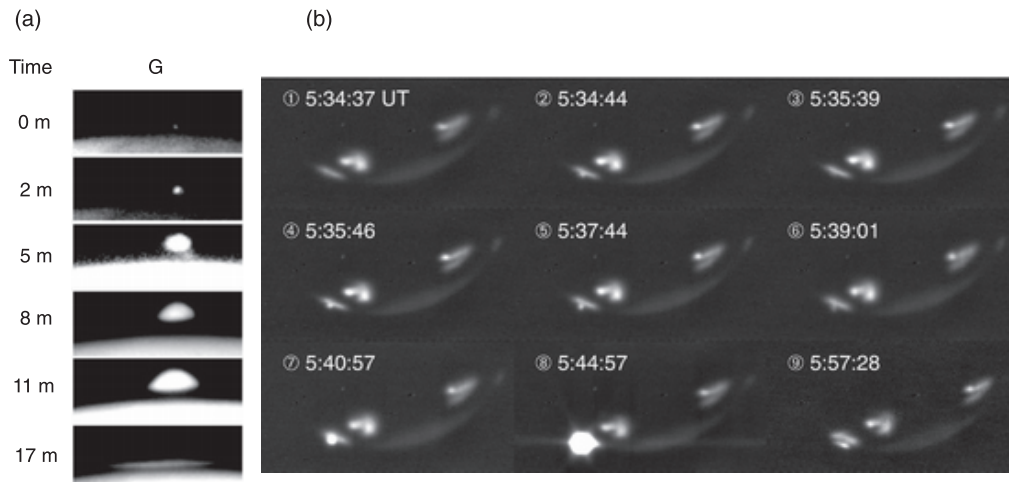 (a)
(b)
Time
G
0 m
2 m
5 m
8 m
11 m
17 m
① 5:34:37 UT
② 5:34:44
③ 5:35:39
④ 5:35:46
⑤ 5:37:44
⑥ 5:39:01
⑦ 5:40:57
⑧ 5:44:57
⑨ 5:57:28